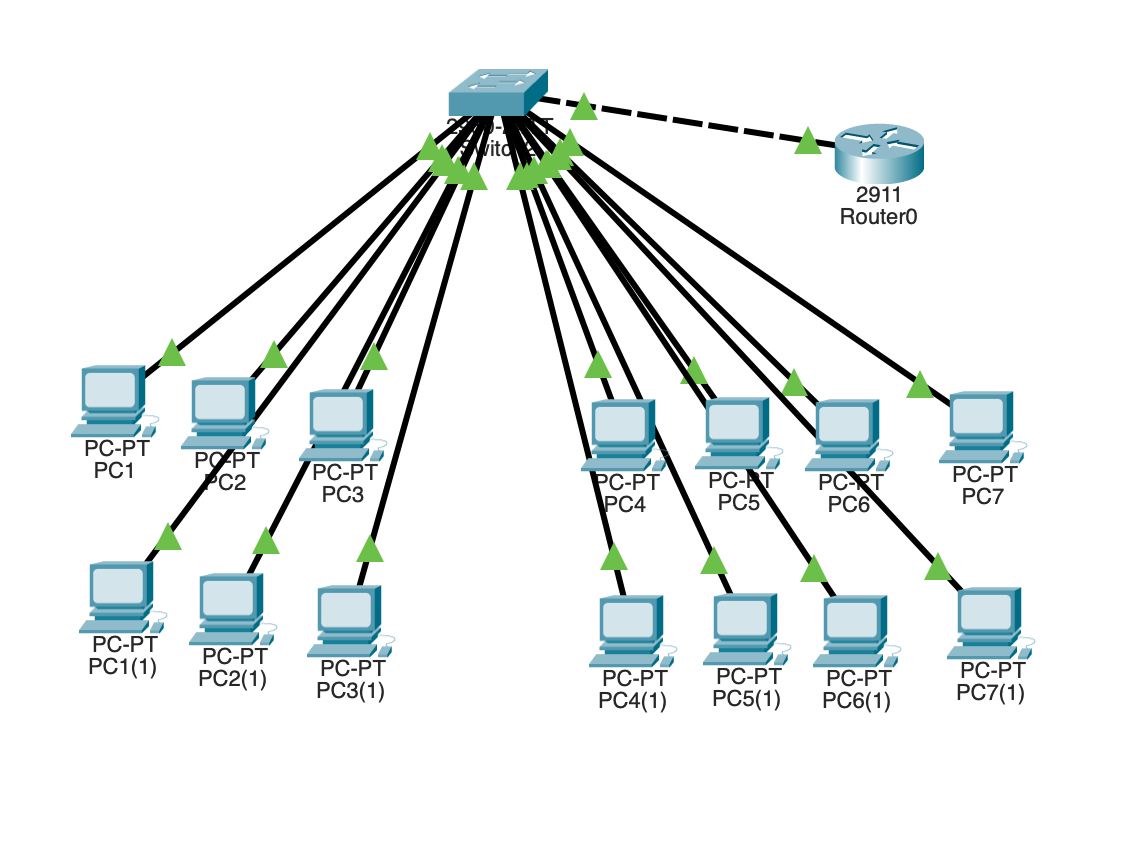 2911
Router0
PC-PT
PC1
PC-PT
PC2
PC-PT
PC3
PC-PT
PC4
PC-PT
PC5
PC-PT
PC6
PC-PT
PC7
PC-PT
PC1(1)
PC-PT
PC2(1)
PC-PT
PC3(1)
PC-PT
PC4(1)
PC-PT
PC5(1)
PC-PT
PC6(1)
PC-PT
PC7(1)